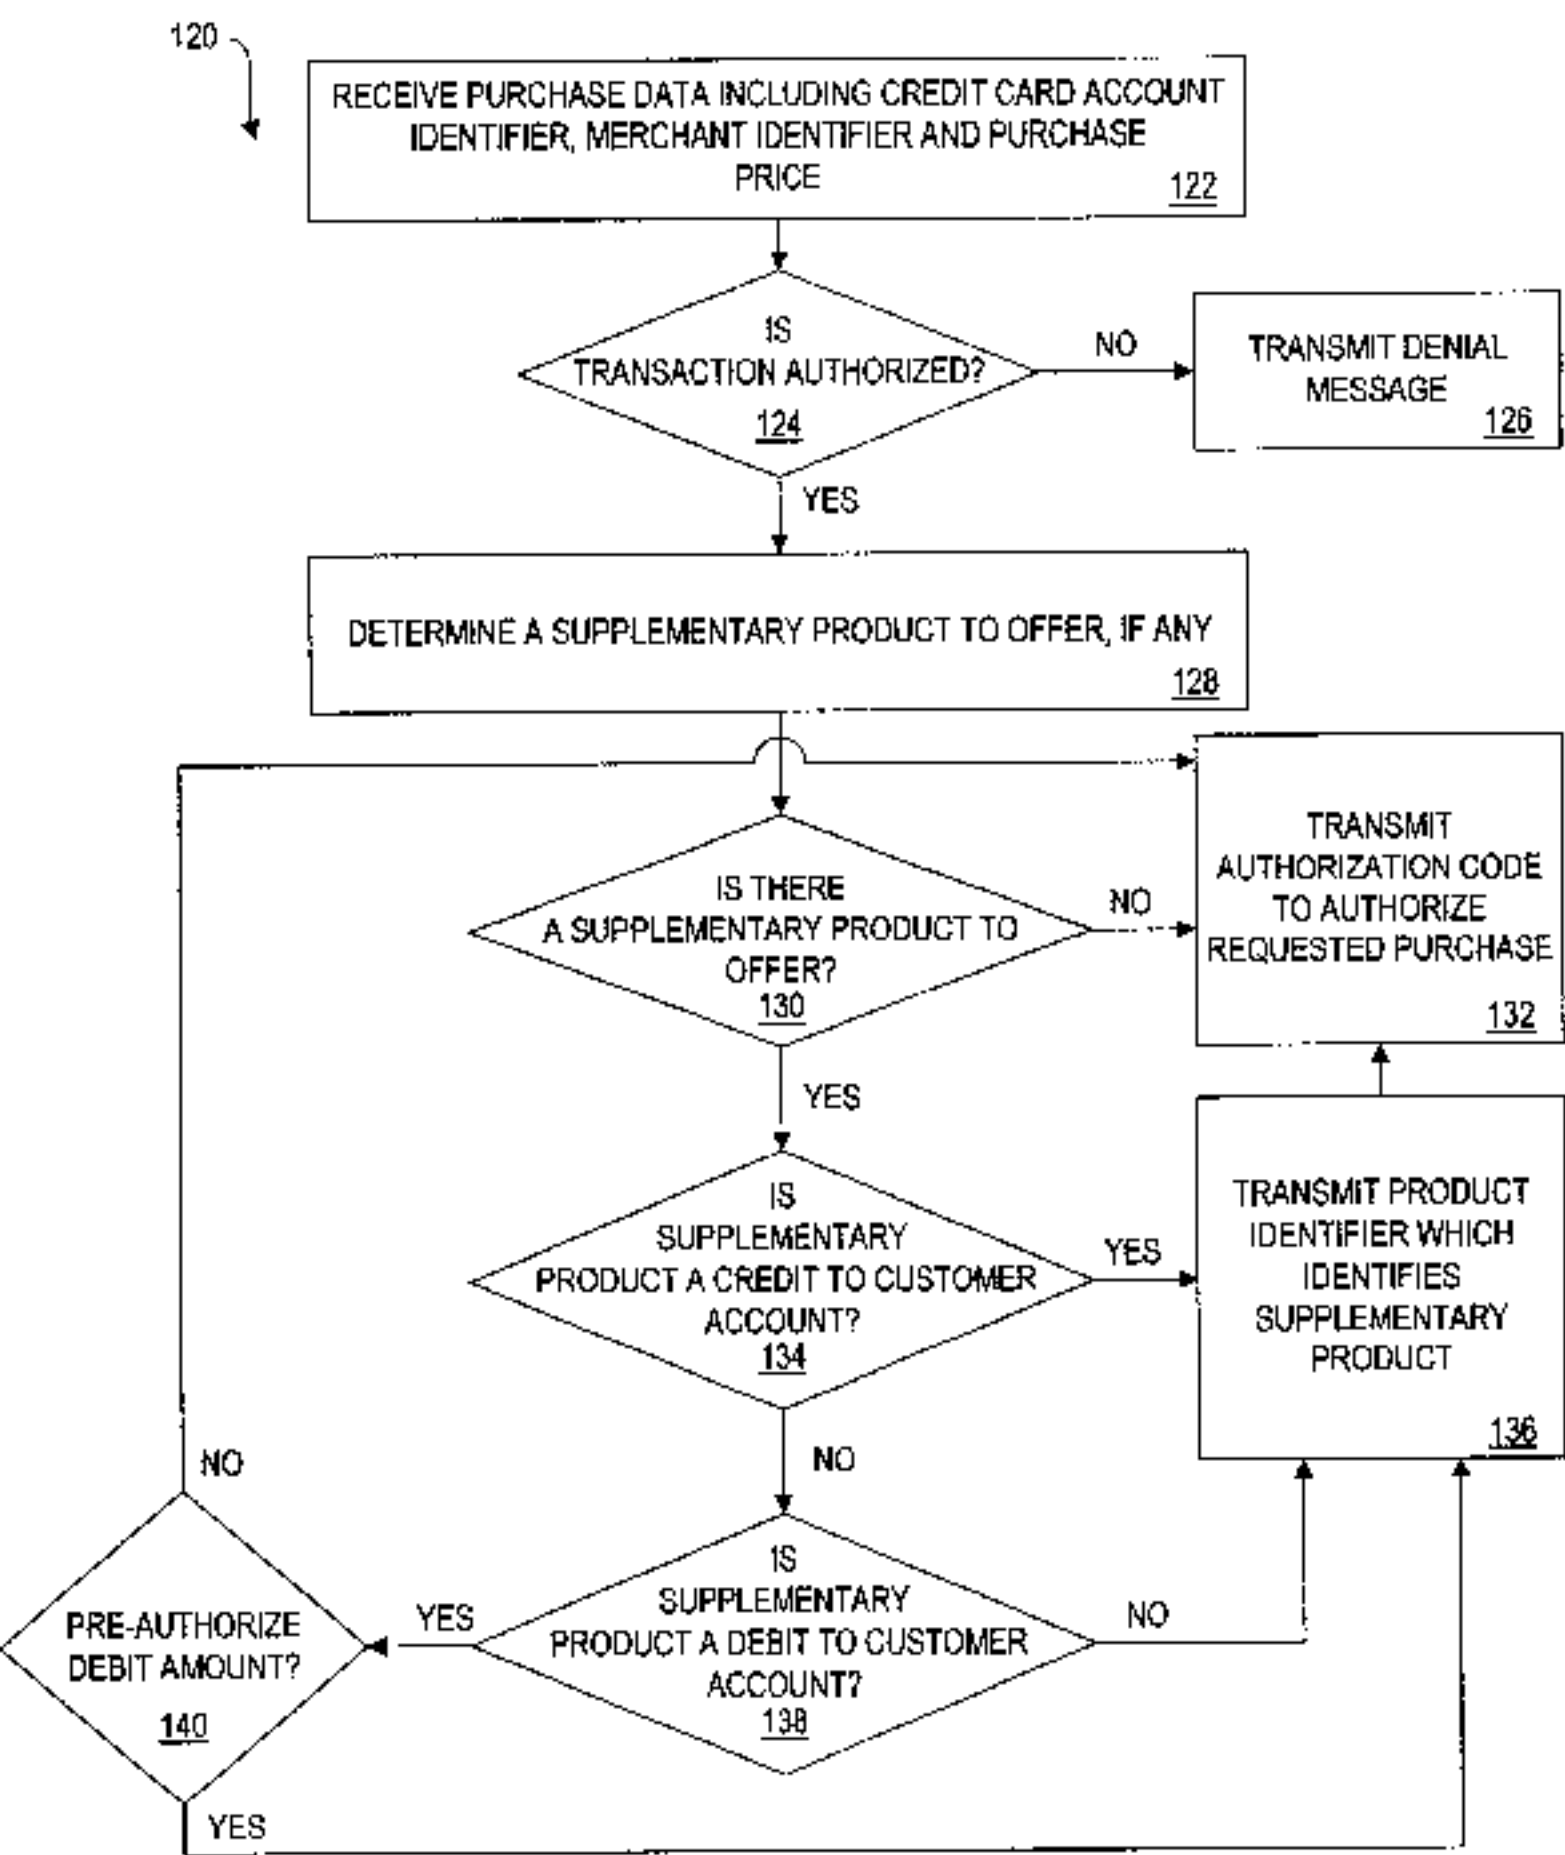 120
RECEIVE PURCHASE DATA INCLUDING CREDIT CARD ACCOUNT
IDENTIFIER, MERCHANT IDENTIFIER AND PURCHASE
PRICE
122
IS
TRANSACTION AUTHORIZED?
124
NO
TRANSMIT DENIAL
MESSAGE
126
YES
DETERMINE A SUPPLEMENTARY PRODUCT TO OFFER, IF ANY
128
IS THERE
A SUPPLEMENTARY PRODUCT TO
OFFER?
130
NO
TRANSMIT
AUTHORIZATION CODE
TO AUTHORIZE
REQUESTED PURCHASE
132
YES
IS
SUPPLEMENTARY
PRODUCT A CREDIT TO CUSTOMER
ACCOUNT?
134
YES
TRANSMIT PRODUCT
IDENTIFIER WHICH
IDENTIFIES
SUPPLEMENTARY
PRODUCT
136
NO
IS
SUPPLEMENTARY
PRODUCT A DEBIT TO CUSTOMER
ACCOUNT?
138
NO
YES
NO
PRE-AUTHORIZE
DEBIT AMOUNT?
140
YES